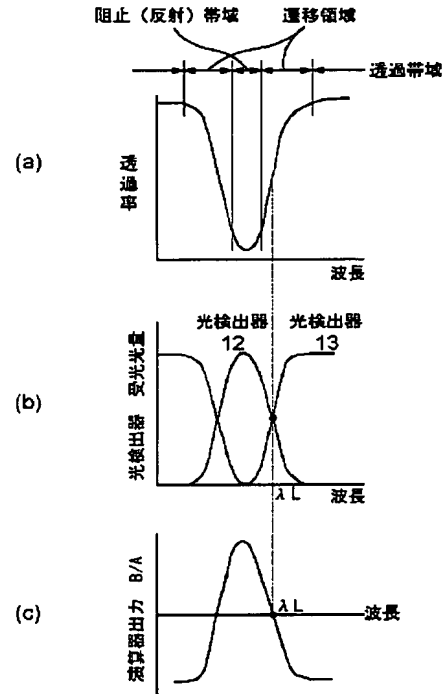 阻止（反射）帯域
遷移領域
透過帯域
(a)
透過率
波長
光検出器
12
光検出器
13
(b)
光検出器 受光光量
λL
波長
(c)
演算器出力 B/A
λL
波長